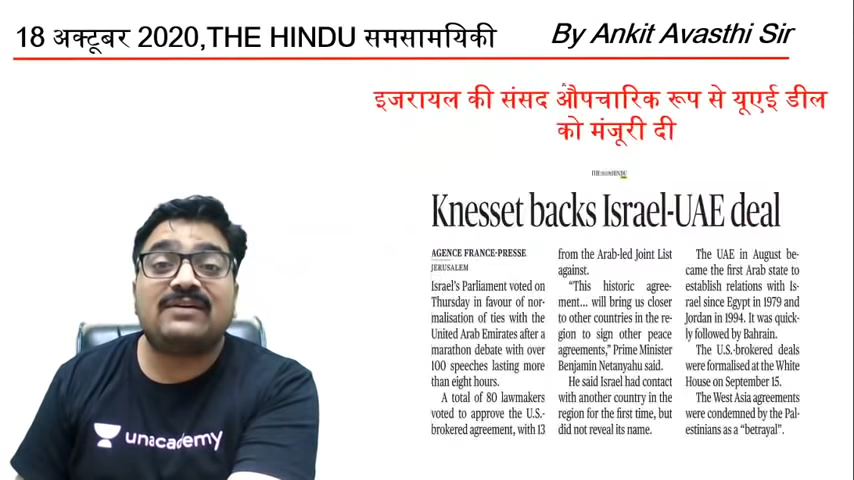 18 अक्टूबर 2020,THE HINDU समसामयिकी
By Ankit Avasthi Sir
इजरायल की संसद औपचारिक रूप से यूएई डील
को मंजूरी दी
Knesset backs Israel-UAE deal
AGENCE FRANCE-PRESSE
JERUSALEM
Israel's Parliament voted on
Thursday in favour of nor-
malisation of ties with the
United Arab Emirates after a
marathon debate with over
100 speeches lasting more
than eight hours.
A total of 80 lawmakers
voted to approve the U.S.-
brokered agreement, with 13
from the Arab-led Joint List
against.
“This historic agree-
ment... will bring us closer
to other countries in the re-
gion to sign other peace
agreements,” Prime Minister
Benjamin Netanyahu said.
He said Israel had contact
with another country in the
region for the first time, but
did not reveal its name.
The UAE in August be-
came the first Arab state to
establish relations with Is-
rael since Egypt in 1979 and
Jordan in 1994. It was quick-
ly followed by Bahrain.
The U.S.-brokered deals
were formalised at the White
House on September 15.
The West Asia agreements
were condemned by the Pal-
estinians as a “betrayal”.
unacademy